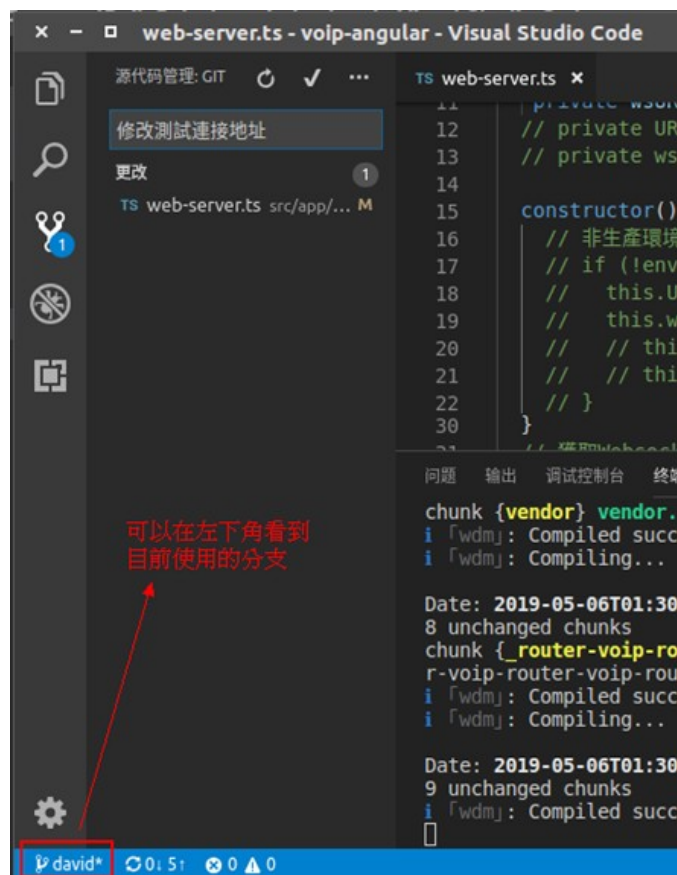 web-server.ts - voip-angular - Visual Studio Code
源代码管理: GIT
TS web-server.ts ×
修改測試連接地址
更改 1
TS web-server.ts src/app/... M
1
11
12 // private UR
13 // private ws
14
15 constructor()
16 // 非生產環境
17 // if (!env
18 // this.U
19 // this.w
20 // // thi
21 // // thi
22 // }
30 }
问题 输出 调试控制台
chunk {vendor} vendor.
i 「wdm」: Compiled succ
i 「wdm」: Compiling...
可以在左下角看到
目前使用的分支
Date: 2019-05-06T01:30
8 unchanged chunks
chunk {_router-voip-ro
r-voip-router-voip-rou
i 「wdm」: Compiled succ
i 「wdm」: Compiling...
Date: 2019-05-06T01:30
9 unchanged chunks
i 「wdm」: Compiled succ
david* 0↓ 5↑ 0 0